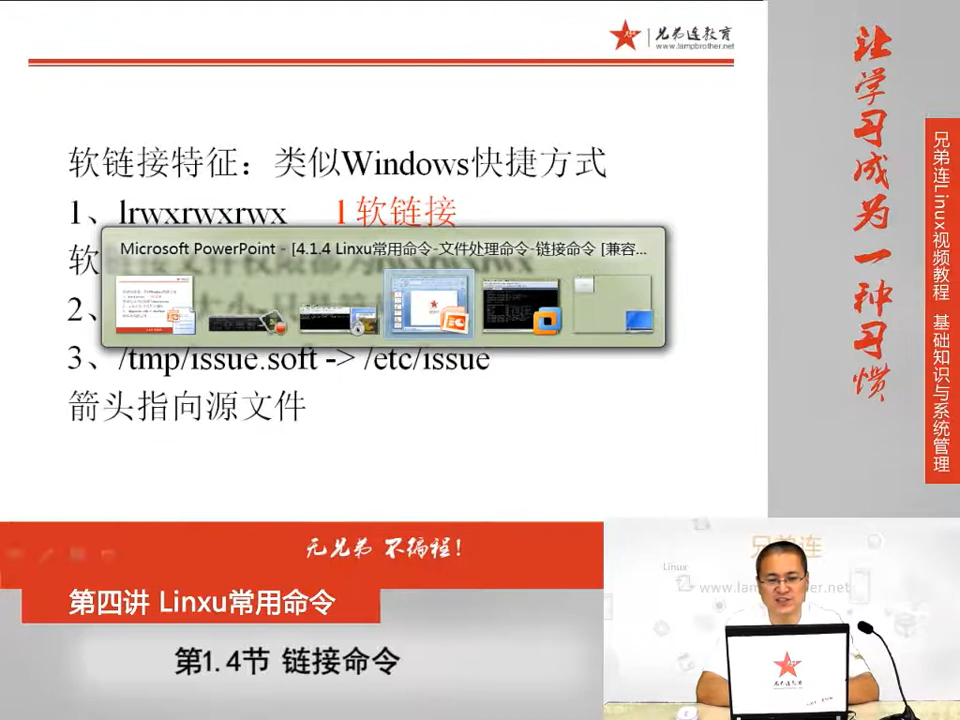 兄弟连教育
www.lampbrother.net
软链接特征：类似Windows快捷方式
1、lrwxrwxrwx l 软链接
软
Microsoft PowerPoint - [4.1.4 Linxu常用命令-文件处理命令-链接命令 [兼容...
2、
3、/tmp/issue.soft -> /etc/issue
箭头指向源文件
无兄弟 不编程!
第四讲 Linxu常用命令
第1.4节 链接命令
让学习成为一种习惯
兄弟连Linux视频教程 基础知识与系统管理
兄弟连
Linux
兄弟连教育